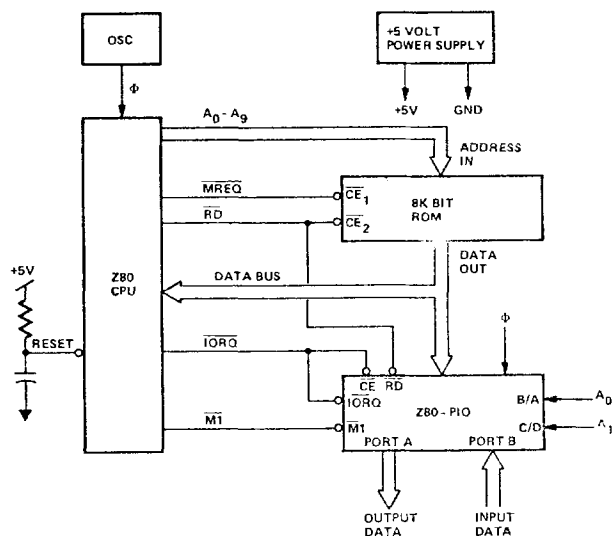 OSC
+5 VOLT
POWER SUPPLY
Φ
+5V
GND
A0 - A9
ADDRESS
IN
MREQ
CE1
8K BIT
ROM
RD
CE2
+5V
Z80
CPU
DATA BUS
DATA
OUT
RESET
Φ
IORQ
CE
RD
IORQ
Z80 - PIO
B/A
A0
C/D
A1
M1
M1
PORT A
PORT B
OUTPUT
DATA
INPUT
DATA